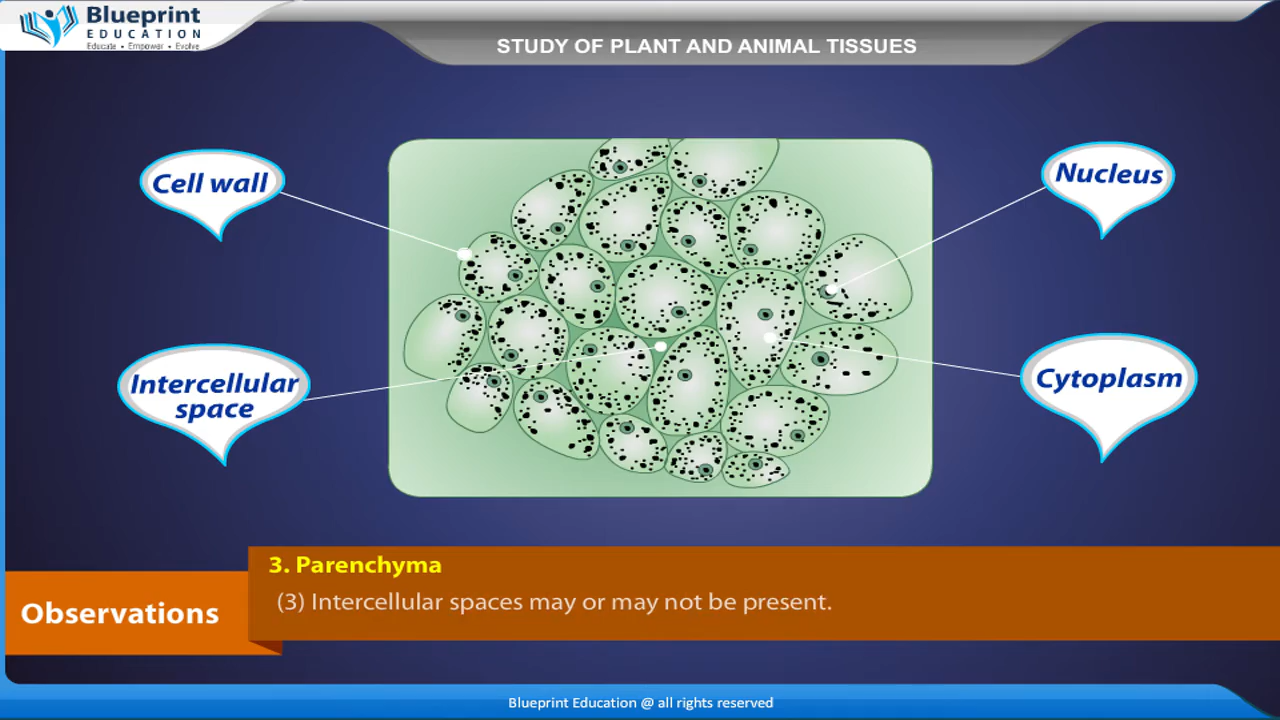 Blueprint
EDUCATION
Educate • Empower • Evolve
STUDY OF PLANT AND ANIMAL TISSUES
Cell wall
Nucleus
Intercellular
space
Cytoplasm
3. Parenchyma
(3) Intercellular spaces may or may not be present.
Observations
Blueprint Education @ all rights reserved